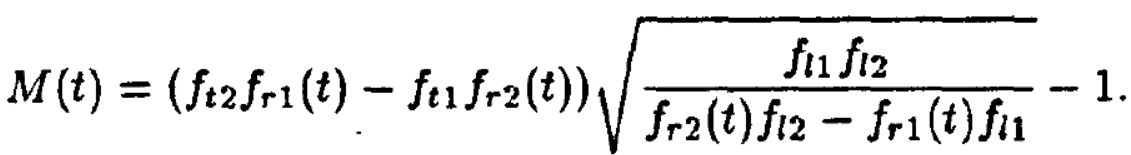 M(t) = (f_{t2}f_{r1}(t) − f_{t1}f_{r2}(t))√(f_{l1}f_{l2} / (f_{r2}(t)f_{l2} − f_{r1}(t)f_{l1})) − 1.